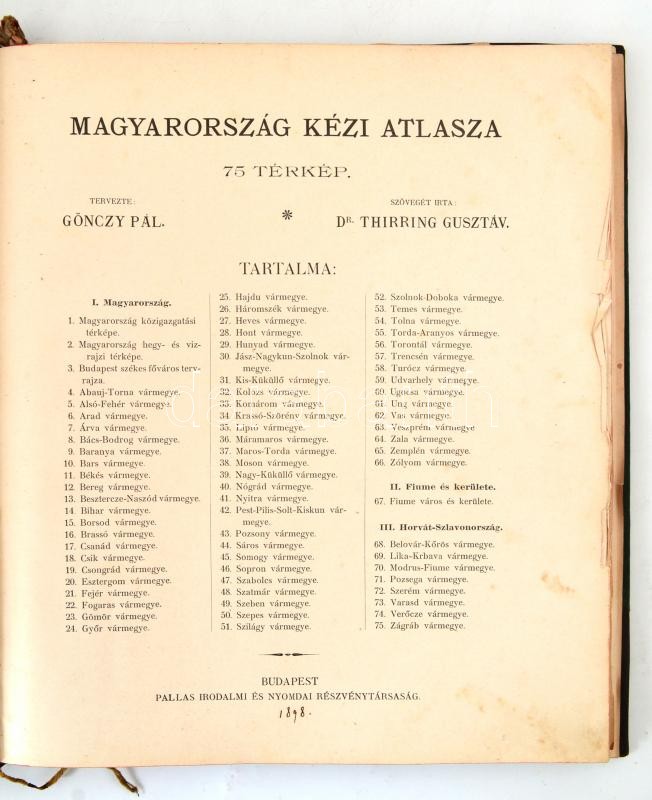 MAGYARORSZÁG KÉZI ATLASZA
75 TÉRKÉP.
TERVEZTE:
GÖNCZY PÁL.
*
SZÖVEGÉT IRTA:
DR. THIRRING GUSZTÁV.
TARTALMA:
I. Magyarország.
1. Magyarország közigazgatási
térképe.
2. Magyarország hegy- és viz-
rajzi térképe.
3. Budapest székes főváros terv
rajza.
4. Abauj-Torna vármegye.
5. Alsó-Fehér vármegye.
6. Arad vármegye.
7. Árva vármegye.
8. Bács-Bodrog vármegye.
9. Baranya vármegye.
10. Bars vármegye.
11. Békés vármegye.
12. Bereg vármegye.
13. Besztercze-Naszód vármegye.
14. Bihar vármegye.
15. Borsod vármegye.
16. Brassó vármegye.
17. Csanád vármegye.
18. Csik vármegye.
19. Csongrád vármegye.
20. Esztergom vármegye.
21. Fejér vármegye.
22. Fogaras vármegye.
23. Gömör vármegye.
24. Győr vármegye.
25. Hajdu vármegye.
26. Háromszék vármegye.
27. Heves vármegye.
28. Hont vármegye.
29. Hunyad vármegye.
30. Jász-Nagykun-Szolnok vár-
megye.
31. Kis-Küküllő vármegye.
32. Kolozs vármegye.
33. Komárom vármegye.
34. Krassó-Szörény vármegye.
35. Liptó vármegye.
36. Máramaros vármegye.
37. Maros-Torda vármegye.
38. Moson vármegye.
39. Nagy-Küküllő vármegye.
40. Nógrád vármegye.
41. Nyitra vármegye.
42. Pest-Pilis-Solt-Kiskun vár-
megye.
43. Pozsony vármegye.
44. Sáros vármegye.
45. Somogy vármegye.
46. Sopron vármegye.
47. Szabolcs vármegye.
48. Szatmár vármegye.
49. Szeben vármegye.
50. Szepes vármegye.
51. Szilágy vármegye.
52. Szolnok-Doboka vármegye.
53. Temes vármegye.
54. Tolna vármegye.
55. Torda-Aranyos vármegye.
56. Torontál vármegye.
57. Trencsén vármegye.
58. Turócz vármegye.
59. Udvarhely vármegye.
60. Ugocsa vármegye.
61. Ung vármegye.
62. Vas vármegye.
63. Veszprém vármegye
64. Zala vármegye.
65. Zemplén vármegye.
66. Zólyom vármegye.
II. Fiume és kerülete.
67. Fiume város és kerülete.
III. Horvát-Szlavonország.
68. Belovár-Kőrös vármegye.
69. Lika-Krbava vármegye.
70. Modrus-Fiume vármegye.
71. Pozsega vármegye.
72. Szerém vármegye.
73. Varasd vármegye.
74. Verőcze vármegye.
75. Zágráb vármegye.
BUDAPEST
PALLAS IRODALMI ÉS NYOMDAI RÉSZVÉNYTÁRSASÁG.
1898.